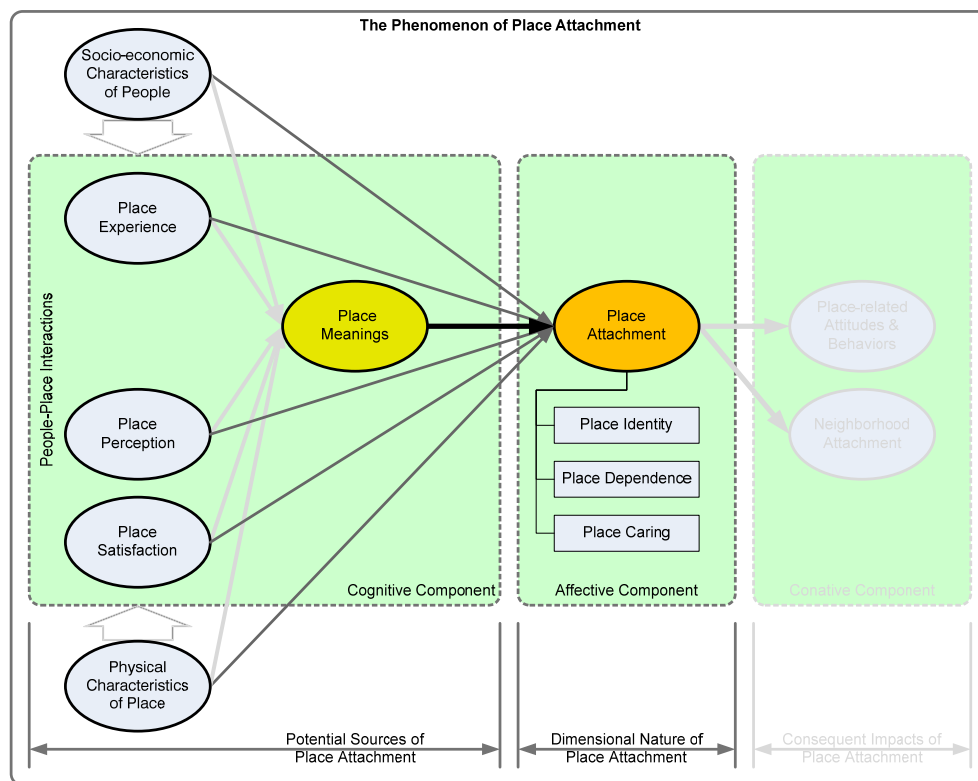 The Phenomenon of Place Attachment
Socio-economic
Characteristics
of People
Place
Experience
People-Place Interactions
Place
Meanings
Place
Attachment
Place-related
Attitudes &
Behaviors
Place
Perception
Neighborhood
Attachment
Place Identity
Place Dependence
Place Caring
Place
Satisfaction
Cognitive Component
Affective Component
Conative Component
Physical
Characteristics
of Place
Potential Sources of
Place Attachment
Dimensional Nature of
Place Attachment
Consequent Impacts of
Place Attachment